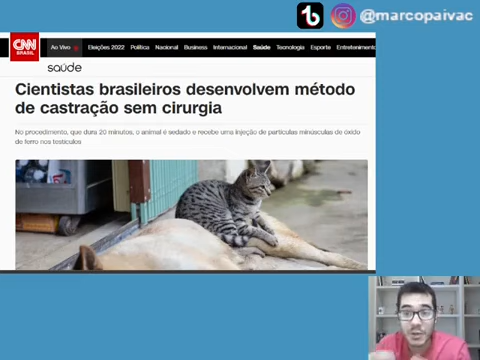 @marcopaivac
CNN
BRASIL
Ao Vivo Eleições 2022 Política Nacional Business Internacional Saúde Tecnologia Esporte Entretenimento
saúde
Cientistas brasileiros desenvolvem método
de castração sem cirurgia
No procedimento, que dura 20 minutos, o animal é sedado e recebe uma injeção de partículas minúsculas de óxido
de ferro nos testículos